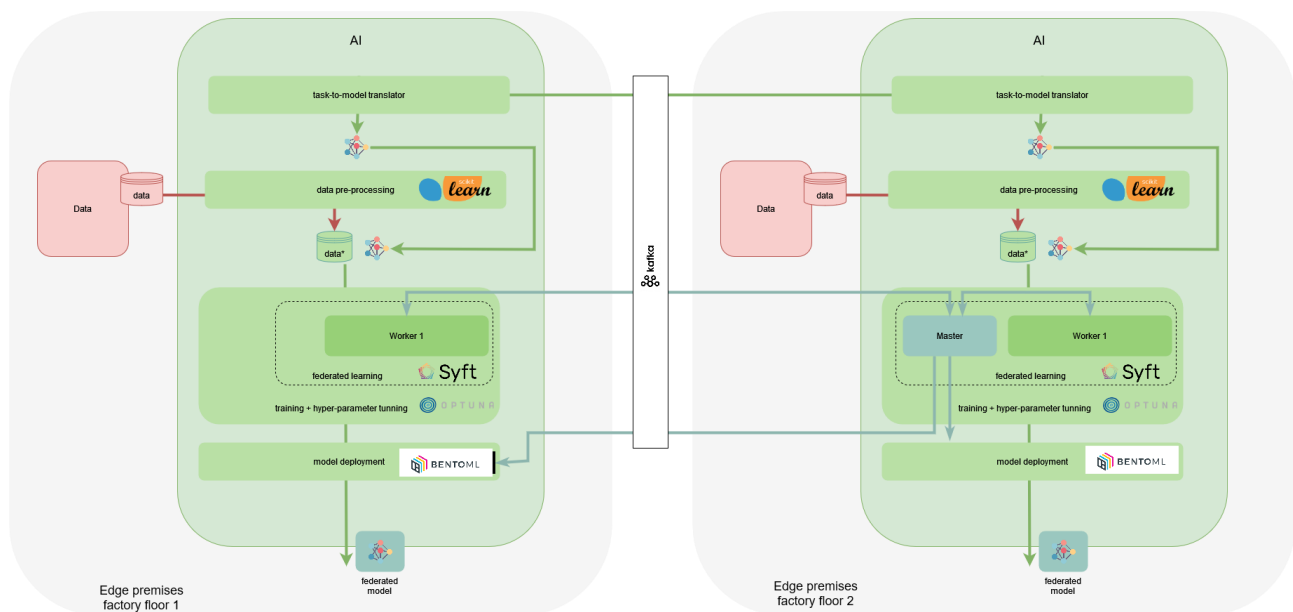 AI
task-to-model translator
Data
data
data pre-processing
scikit
learn
data*
Worker 1
federated learning
Syft
training + hyper-parameter tunning
OPTUNA
model deployment
BENTOML
federated
model
Edge premises
factory floor 1
kafka
AI
task-to-model translator
Data
data
data pre-processing
scikit
learn
data*
Master
Worker 1
federated learning
Syft
training + hyper-parameter tunning
OPTUNA
model deployment
BENTOML
federated
model
Edge premises
factory floor 2